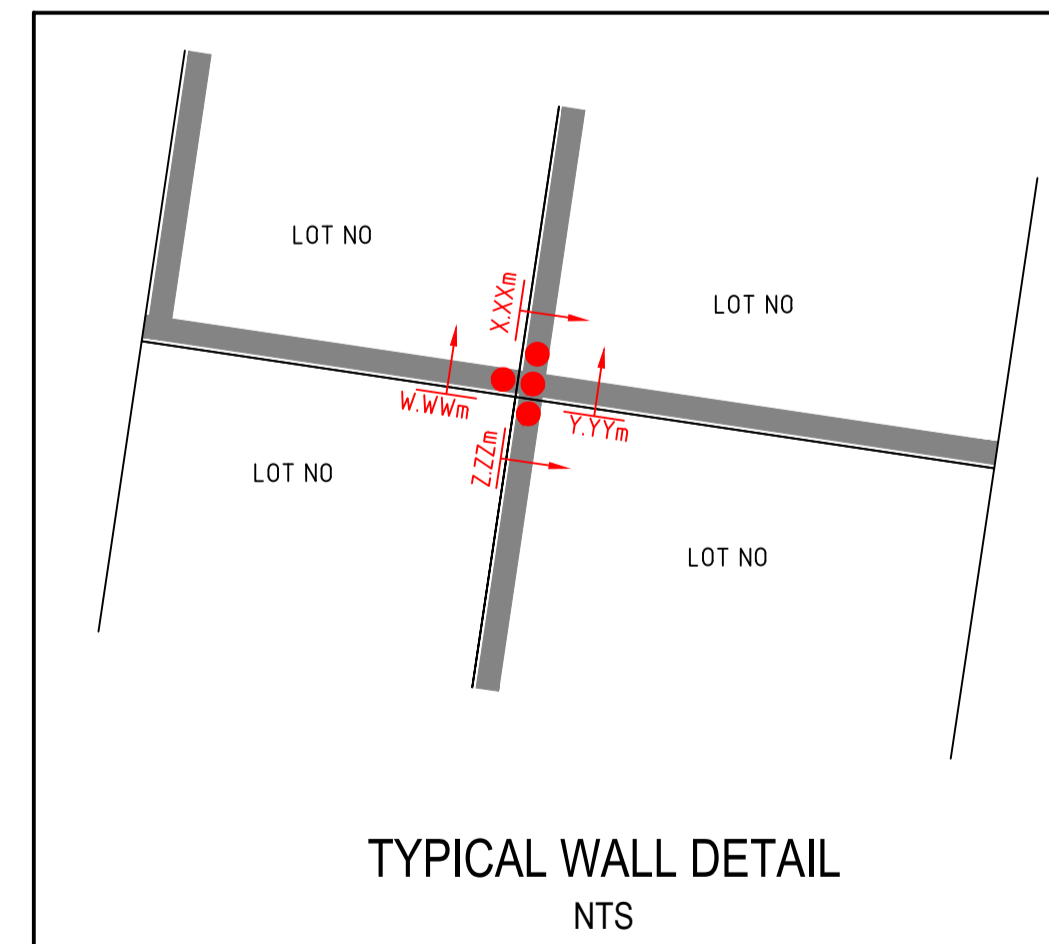 LOT NO
X.XXm
LOT NO
W.WWm
Y.YYm
Z.ZZm
LOT NO
LOT NO
TYPICAL WALL DETAIL
NTS